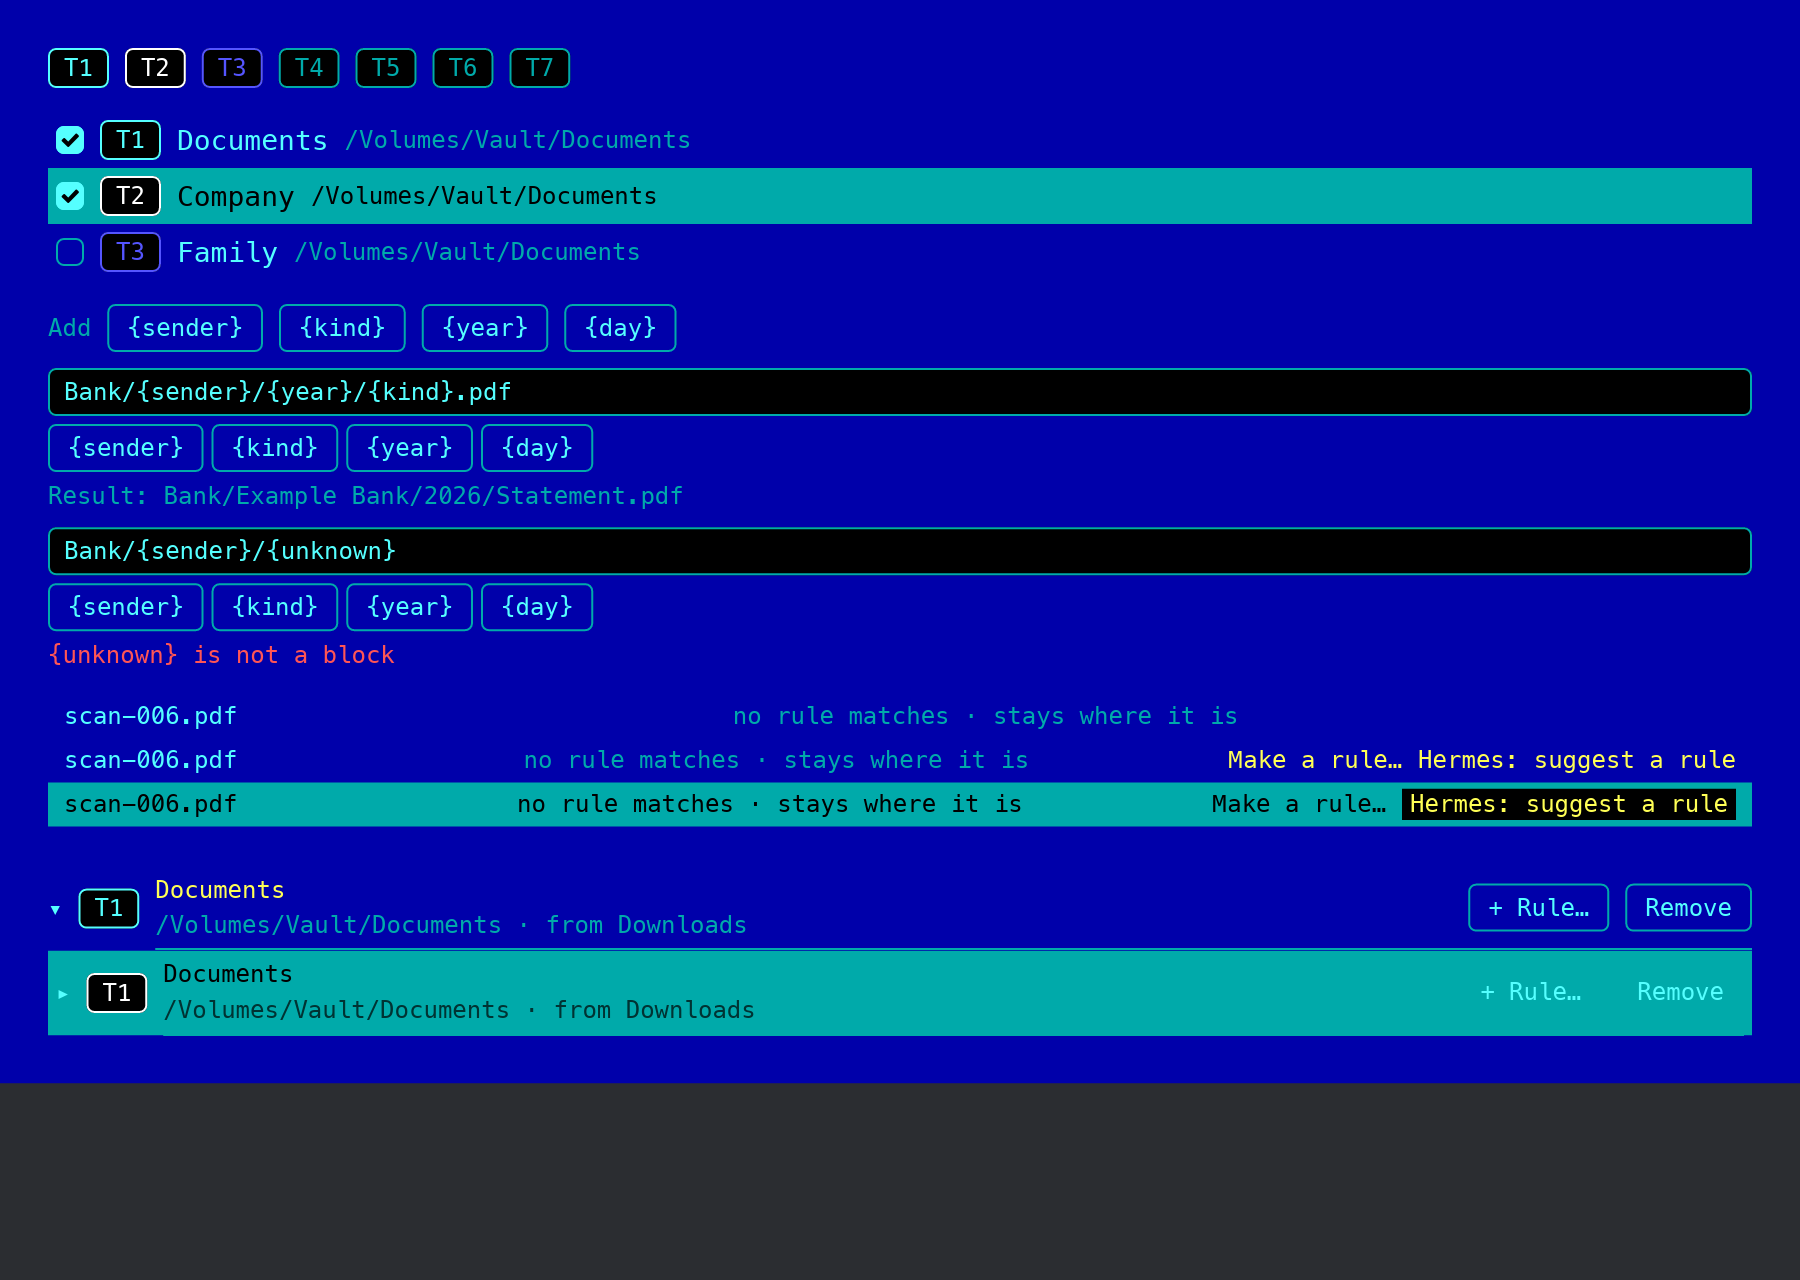 T1 T2 T3 T4 T5 T6 T7
T1 Documents /Volumes/Vault/Documents
T2 Company /Volumes/Vault/Documents
T3 Family /Volumes/Vault/Documents
Add {sender} {kind} {year} {day}
Bank/{sender}/{year}/{kind}.pdf
{sender} {kind} {year} {day}
Result: Bank/Example Bank/2026/Statement.pdf
Bank/{sender}/{unknown}
{sender} {kind} {year} {day}
{unknown} is not a block
scan-006.pdf no rule matches · stays where it is
scan-006.pdf no rule matches · stays where it is Make a rule… Hermes: suggest a rule
scan-006.pdf no rule matches · stays where it is Make a rule… Hermes: suggest a rule
▾ T1 Documents + Rule… Remove
/Volumes/Vault/Documents · from Downloads
▸ T1 Documents + Rule… Remove
/Volumes/Vault/Documents · from Downloads